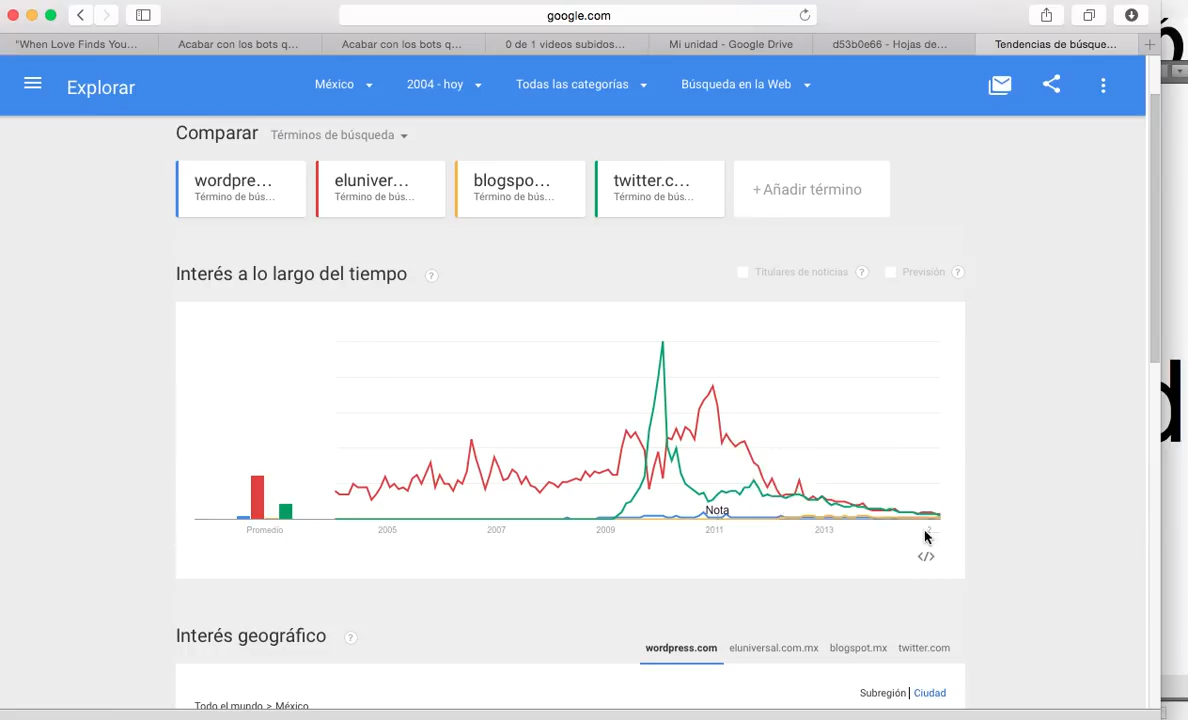 google.com
"When Love Finds You...
Acabar con los bots q...
Acabar con los bots q...
0 de 1 videos subidos...
Mi unidad - Google Drive
d53b0e66 - Hojas de...
Tendencias de búsque...
Explorar
México
2004 - hoy
Todas las categorías
Búsqueda en la Web
Comparar
Términos de búsqueda
wordpre...
Término de bús...
eluniver...
Término de bús...
blogspo...
Término de bús...
twitter.c...
Término de bús...
+Añadir término
Interés a lo largo del tiempo
?
Titulares de noticias
?
Previsión
?
Nota
Promedio
2005
2007
2009
2011
2013
</>
Interés geográfico
?
wordpress.com
eluniversal.com.mx
blogspot.mx
twitter.com
Subregión | Ciudad
Todo el mundo > México